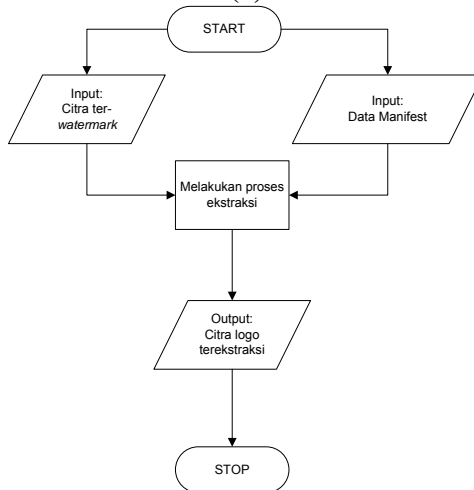 START
Input:
Citra ter-
watermark
Input:
Data Manifest
Melakukan proses
ekstraksi
Output:
Citra logo
terekstraksi
STOP